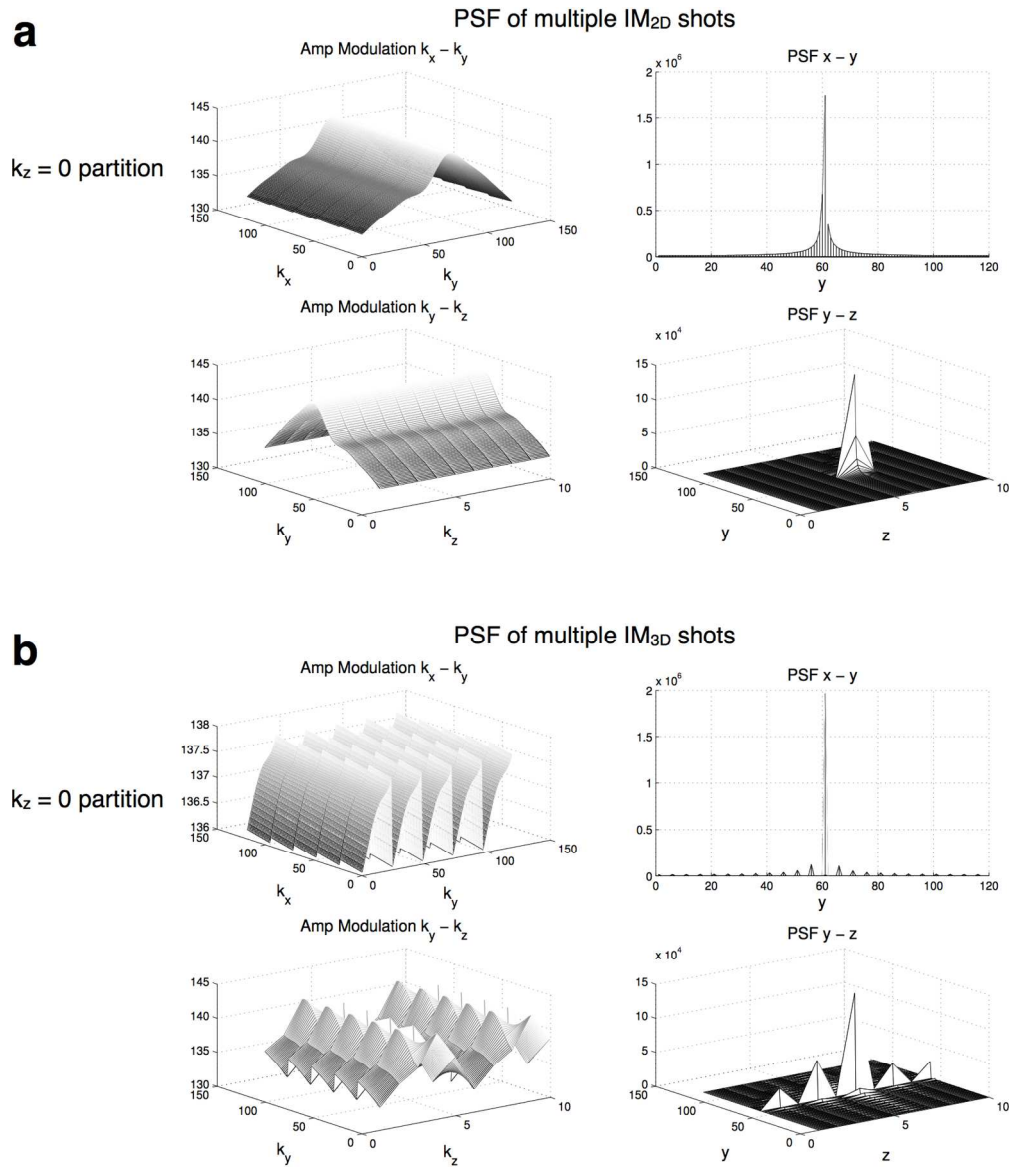 a
PSF of multiple IM2D shots
Amp Modulation kx – ky
PSF x – y
kz = 0 partition
145
140
135
130
150
100
50
0
0
50
100
150
kx
ky
x 10^6
2
1.5
1
0.5
0
0
20
40
60
80
100
120
y
Amp Modulation ky – kz
145
140
135
130
150
100
50
0
0
5
10
ky
kz
PSF y – z
x 10^4
15
10
5
0
150
100
50
0
0
5
10
y
z
b
PSF of multiple IM3D shots
Amp Modulation kx – ky
PSF x – y
kz = 0 partition
138
137.5
137
136.5
136
150
100
50
0
0
50
100
150
kx
ky
x 10^6
2
1.5
1
0.5
0
0
20
40
60
80
100
120
y
Amp Modulation ky – kz
145
140
135
130
150
100
50
0
0
5
10
ky
kz
PSF y – z
x 10^4
15
10
5
0
150
100
50
0
0
5
10
y
z